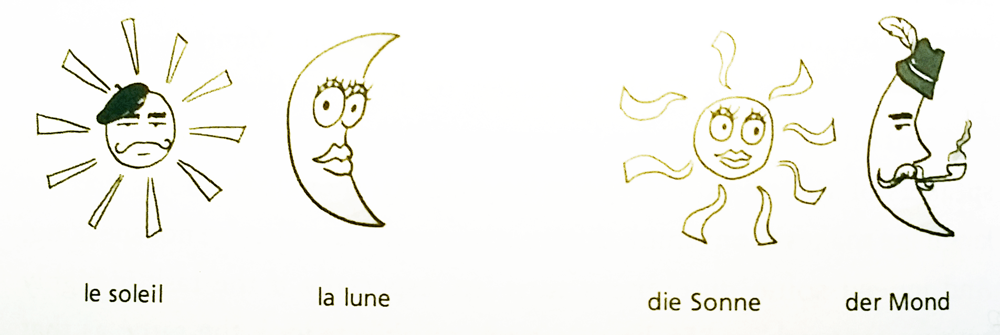 le soleil
la lune
die Sonne
der Mond